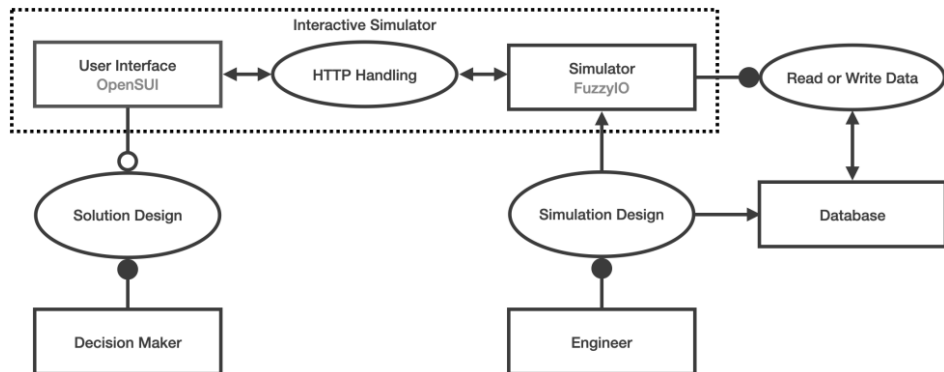 Interactive Simulator
User Interface
OpenSUI
HTTP Handling
Simulator
FuzzyIO
Read or Write Data
Solution Design
Simulation Design
Database
Decision Maker
Engineer